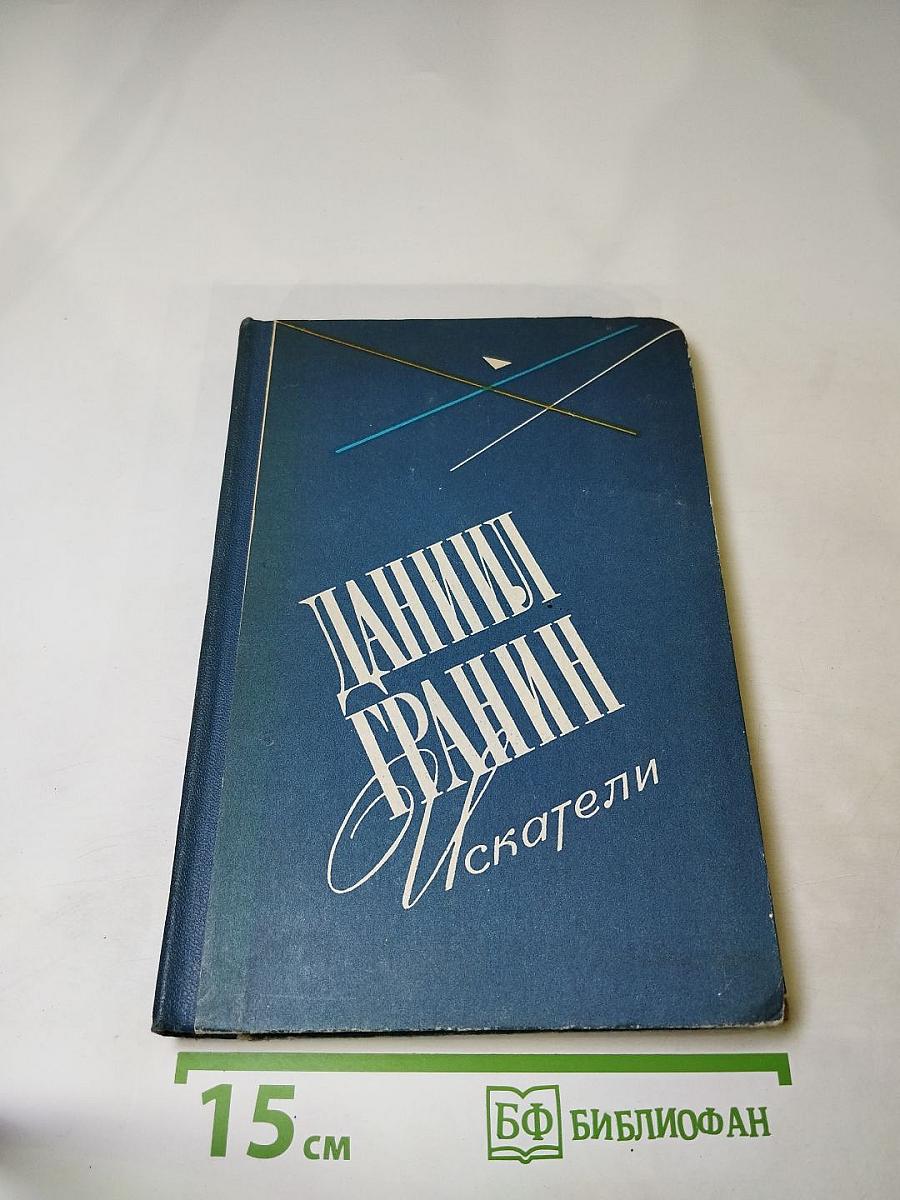 ДАНИИЛ
ГРАНИН
Искатели
15 см
БФ БИБЛИОФАН